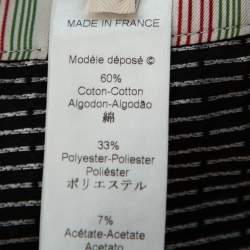 MADE IN FRANCE
Modèle déposé ©
60%
Coton-Cotton
Algodon-Algodão
綿
33%
Polyester-Poliester
Poliéster
ポリエステル
7%
Acétate-Acetate
Acetato